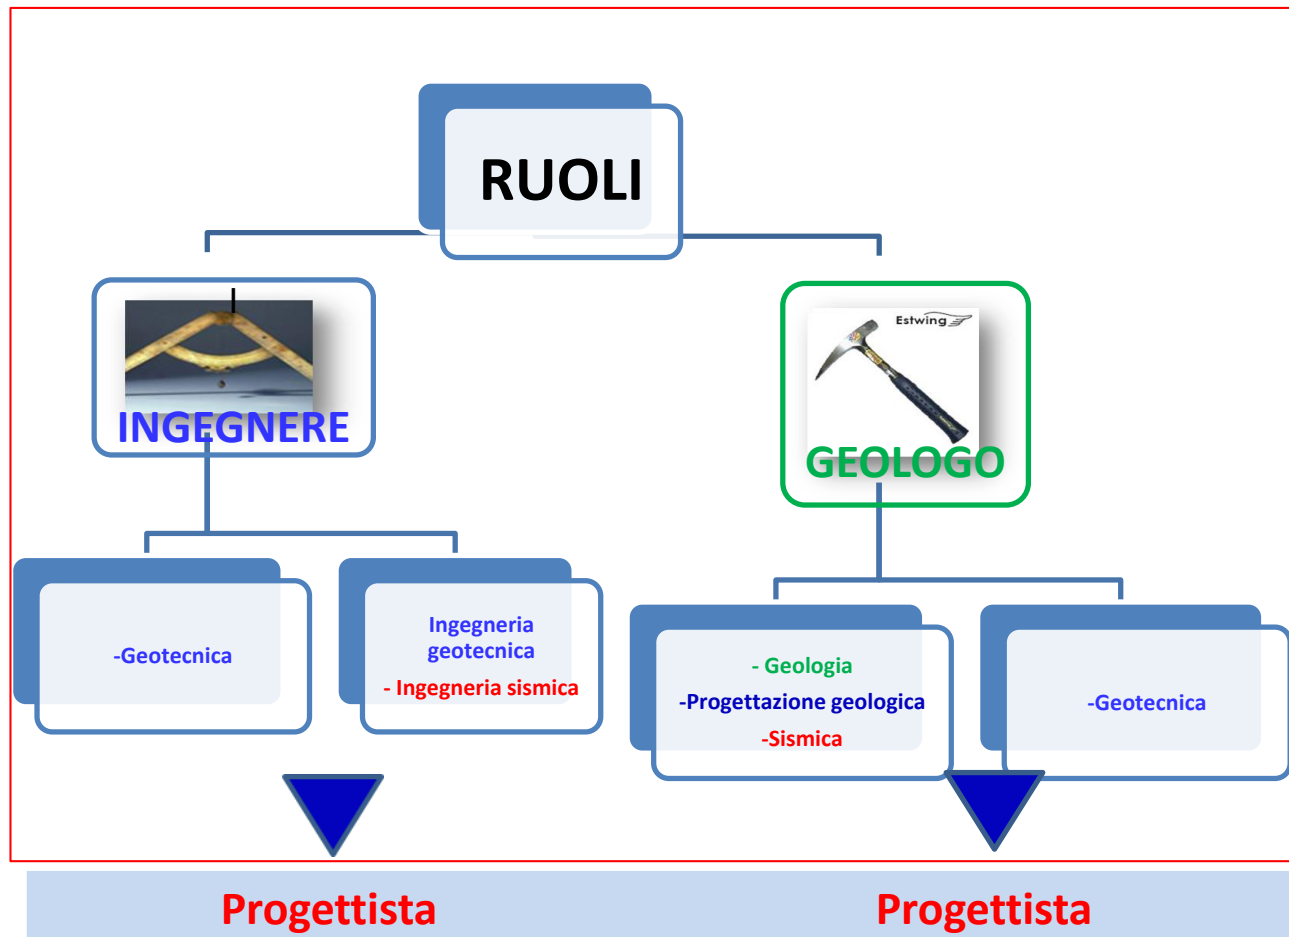 RUOLI
INGEGNERE
Estwing
GEOLOGO
-Geotecnica
Ingegneria
geotecnica
- Ingegneria sismica
- Geologia
-Progettazione geologica
-Sismica
-Geotecnica
Progettista
Progettista